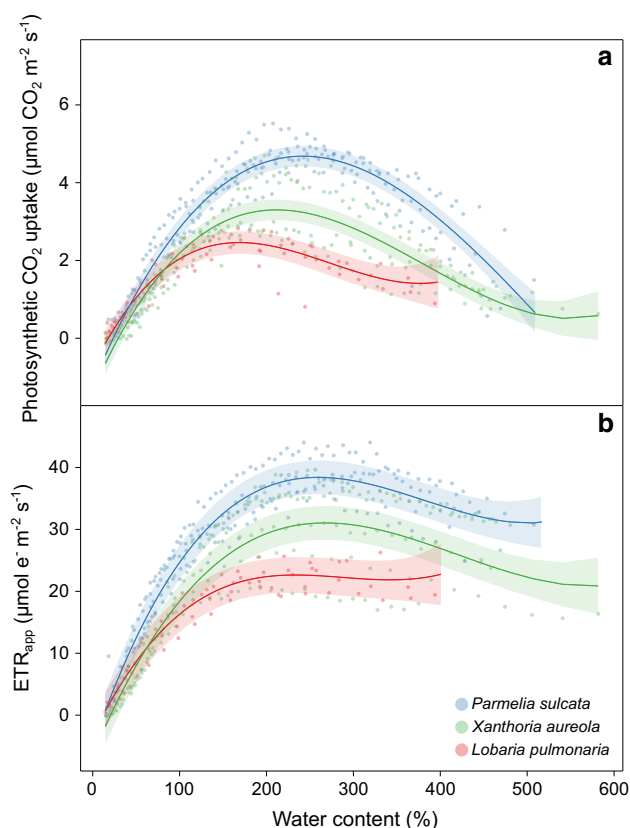 a
Photosynthetic CO₂ uptake (μmol CO₂ m⁻² s⁻¹)
6
4
2
0
b
ETRapp (μmol e⁻ m⁻² s⁻¹)
40
30
20
10
0
Parmelia sulcata
Xanthoria aureola
Lobaria pulmonaria
0 100 200 300 400 500 600
Water content (%)